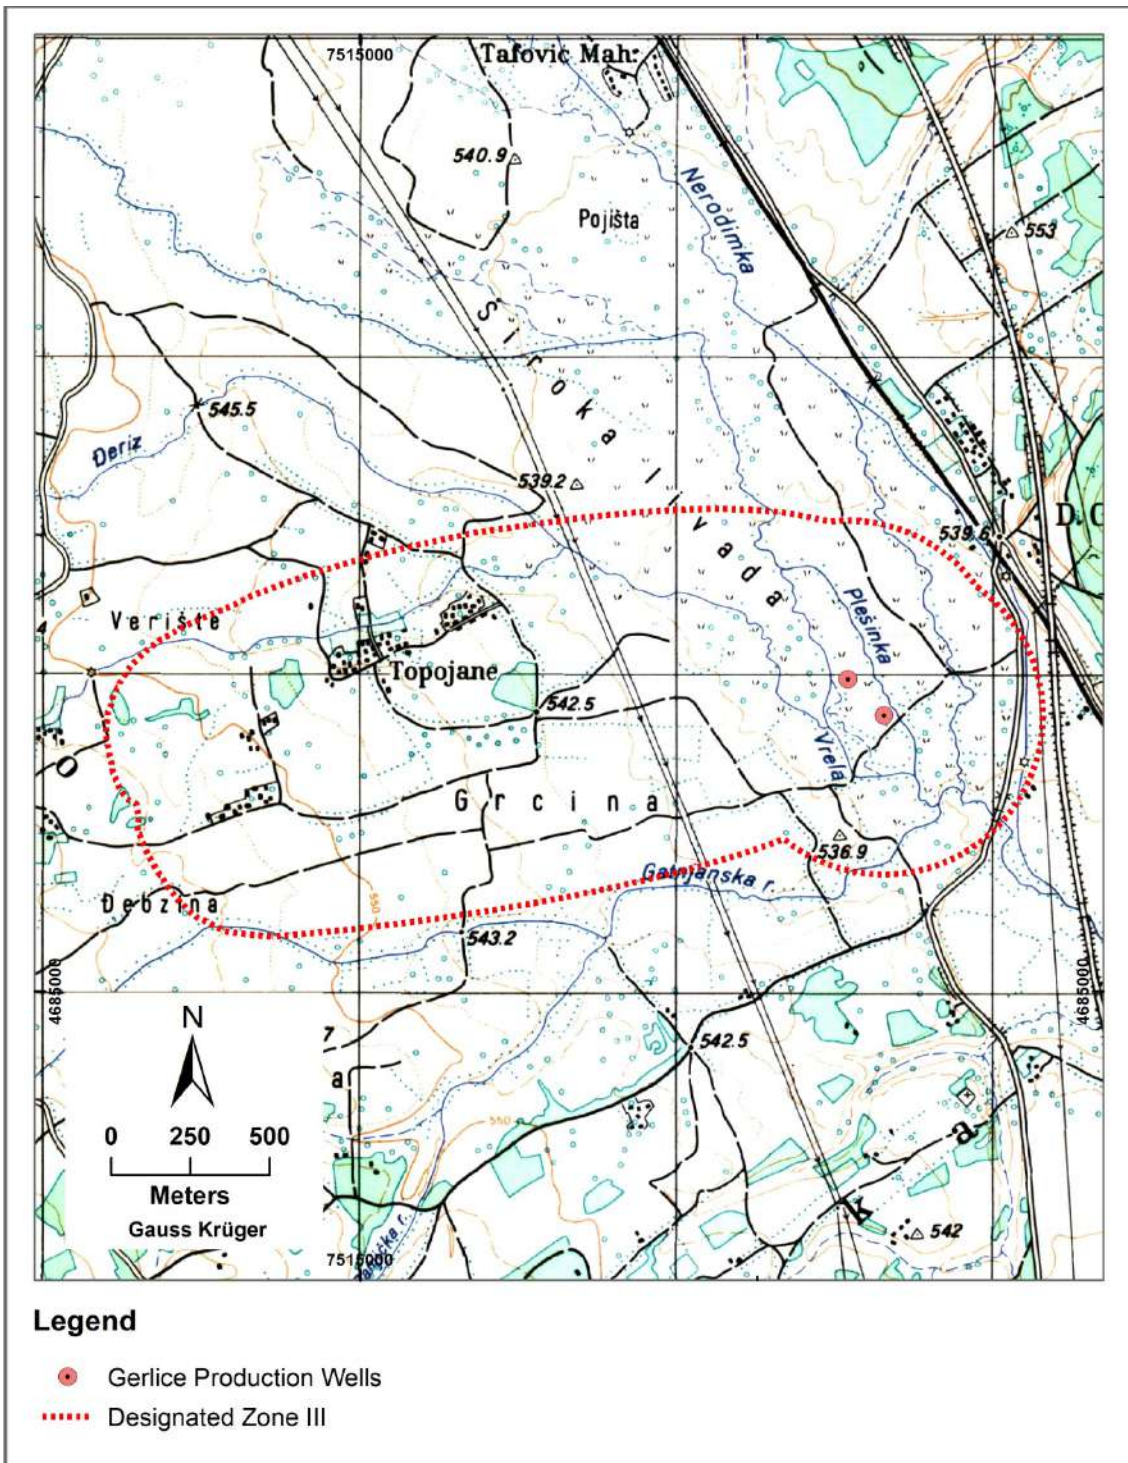 7515000
Tafovic Mah.
540.9
Pojišta
Nerodimka
553
Široka livada
545.5
Đeriz
539.2
D.
539.6
Verište
Plešinka
Topojane
542.5
Vrela
O
Grcina
536.9
Gatnjanska r.
550
Đebzina
543.2
4685000
4685000
N
542.5
a
550
a
0 250 500
Meters
K
Gauss Krüger
542
7515000
Legend
Gerlice Production Wells
Designated Zone III